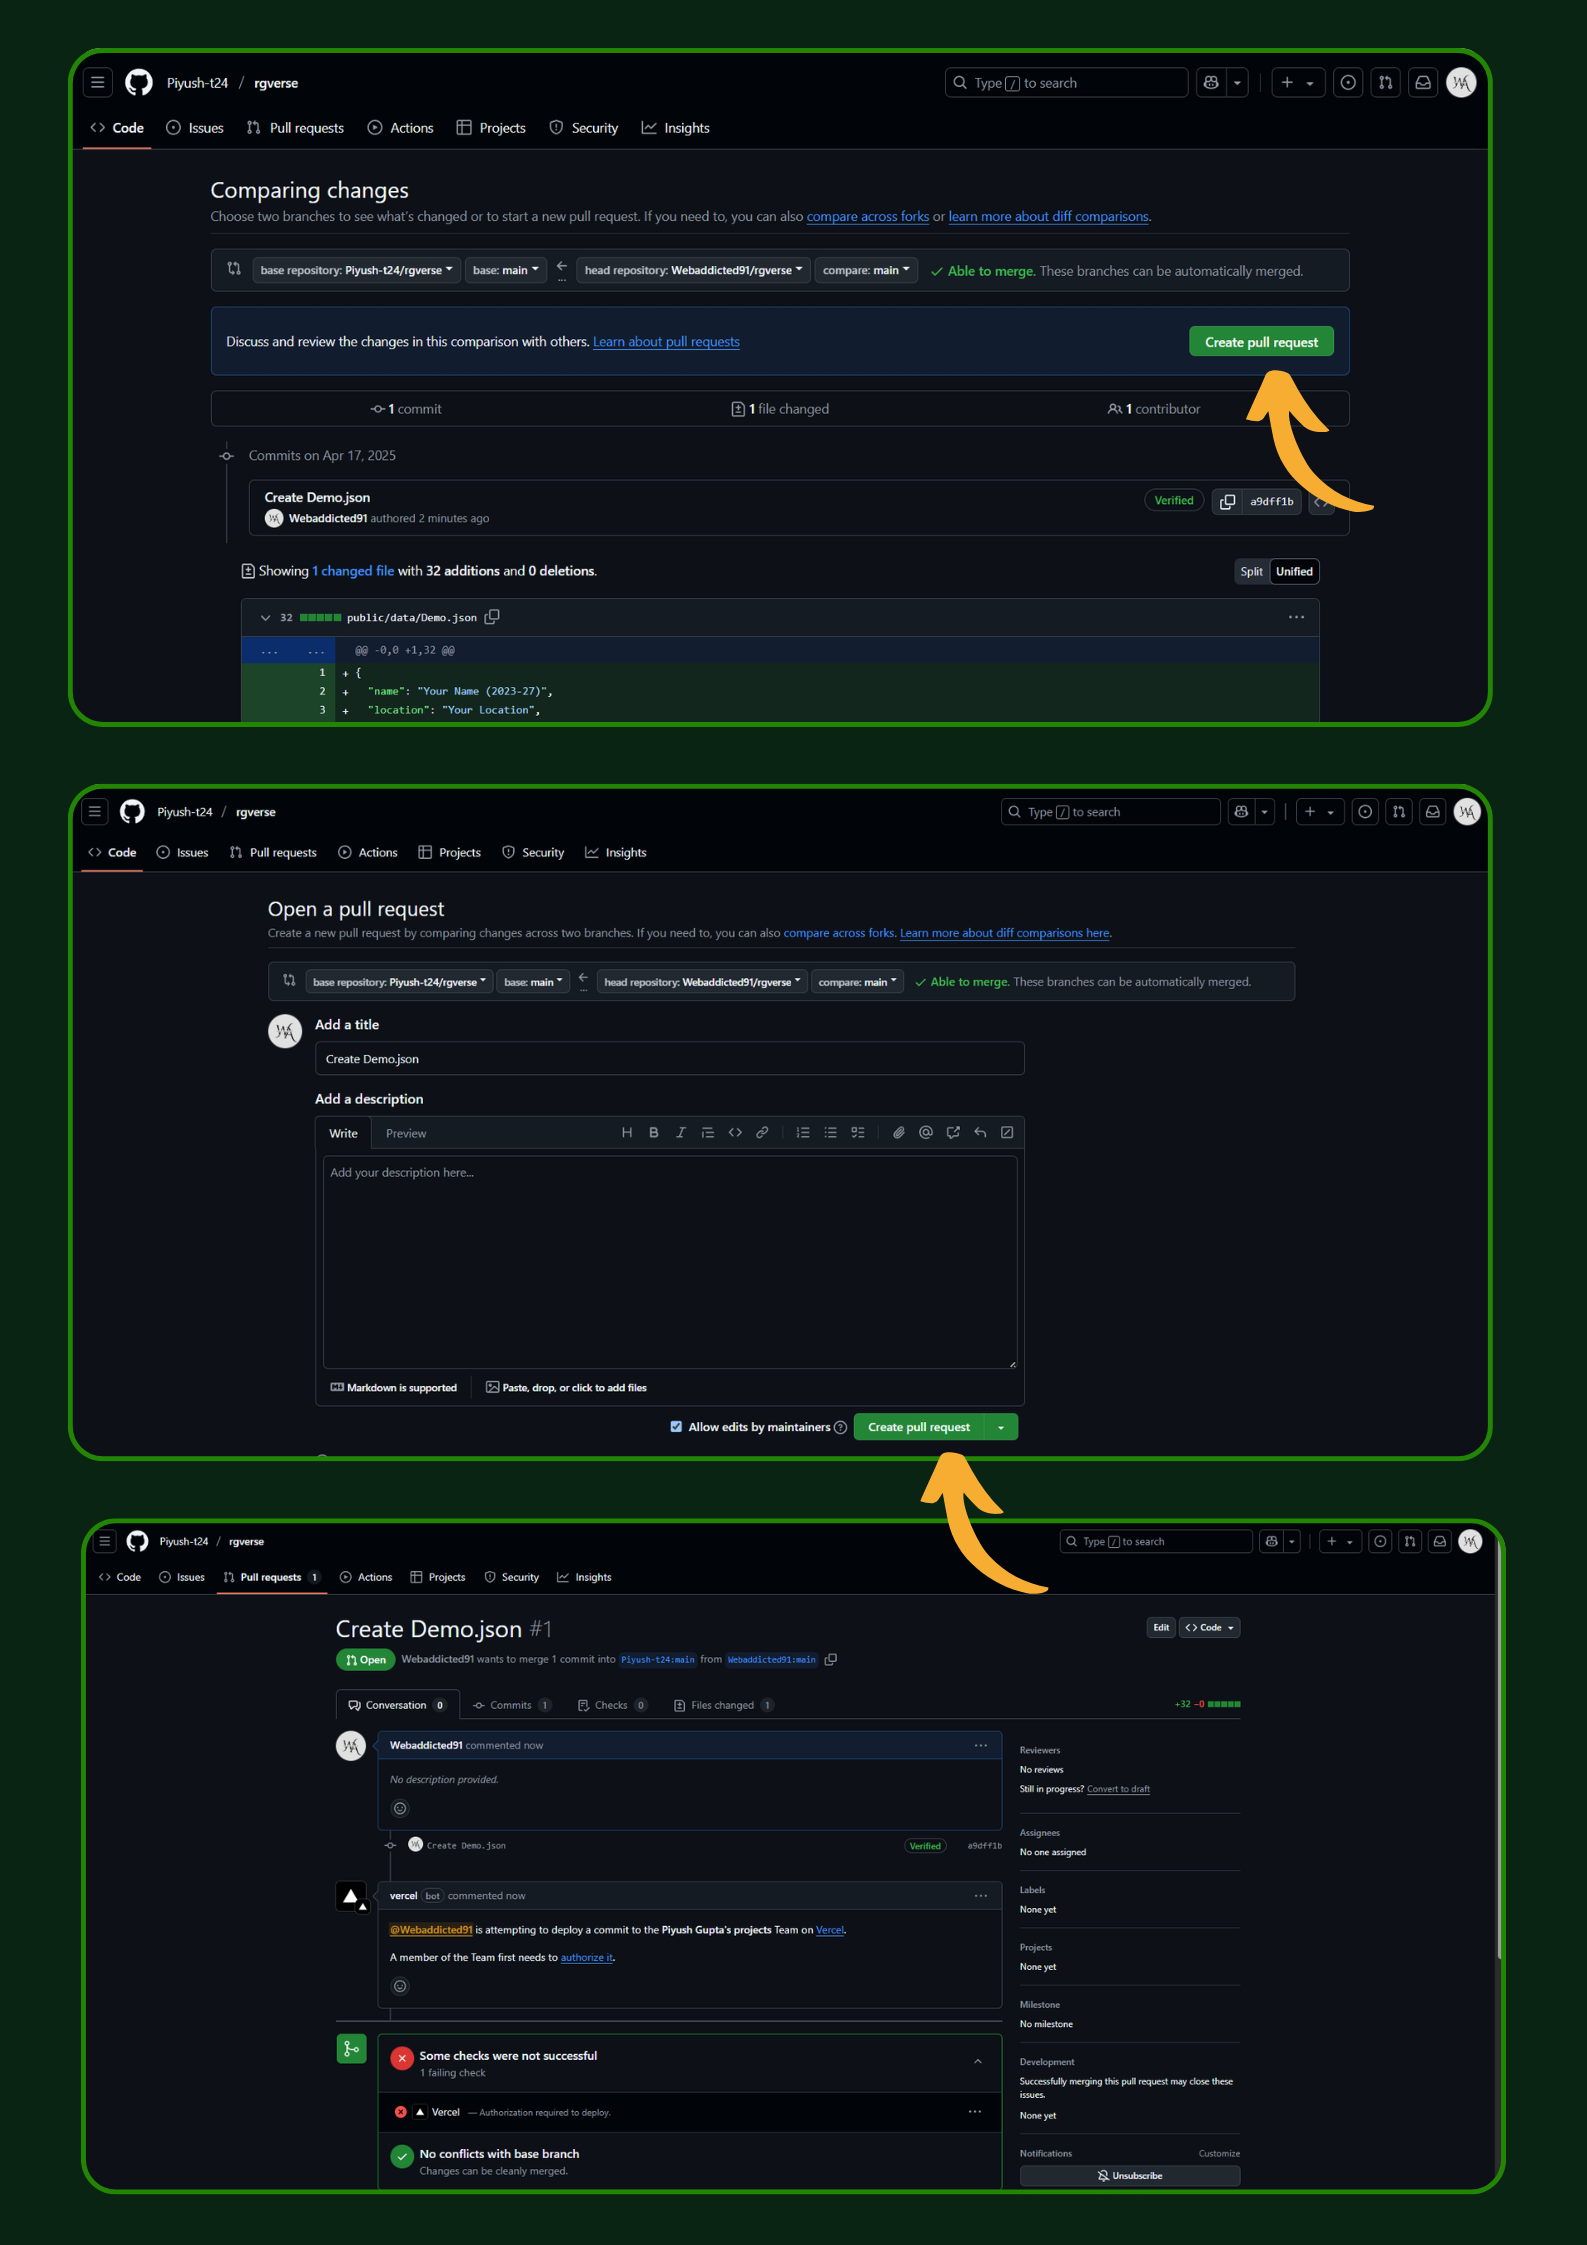 Piyush-t24 / rgverse
Type / to search
Code Issues Pull requests Actions Projects Security Insights
Comparing changes
Choose two branches to see what's changed or to start a new pull request. If you need to, you can also compare across forks or learn more about diff comparisons.
base repository: Piyush-t24/rgverse base: main ← ... head repository: Webaddicted91/rgverse compare: main ✓ Able to merge. These branches can be automatically merged.
Discuss and review the changes in this comparison with others. Learn about pull requests Create pull request
1 commit 1 file changed 1 contributor
Commits on Apr 17, 2025
Create Demo.json
Webaddicted91 authored 2 minutes ago Verified a9dff1b
Showing 1 changed file with 32 additions and 0 deletions. Split Unified
32 public/data/Demo.json ...
... ... @@ -0,0 +1,32 @@
1 + {
2 + "name": "Your Name (2023-27)",
3 + "location": "Your Location",
Piyush-t24 / rgverse
Type / to search
Code Issues Pull requests Actions Projects Security Insights
Open a pull request
Create a new pull request by comparing changes across two branches. If you need to, you can also compare across forks. Learn more about diff comparisons here.
base repository: Piyush-t24/rgverse base: main ← ... head repository: Webaddicted91/rgverse compare: main ✓ Able to merge. These branches can be automatically merged.
Add a title
Create Demo.json
Add a description
Write Preview H B I
Add your description here...
Markdown is supported Paste, drop, or click to add files
Allow edits by maintainers Create pull request
Piyush-t24 / rgverse
Type / to search
Code Issues Pull requests 1 Actions Projects Security Insights
Create Demo.json #1 Edit Code
Open Webaddicted91 wants to merge 1 commit into Piyush-t24:main from Webaddicted91:main
Conversation 0 Commits 1 Checks 0 Files changed 1 +32 −0
Webaddicted91 commented now ...
No description provided.
Create Demo.json Verified a9dff1b
vercel bot commented now ...
@Webaddicted91 is attempting to deploy a commit to the Piyush Gupta's projects Team on Vercel.
A member of the Team first needs to authorize it.
Some checks were not successful
1 failing check
Vercel — Authorization required to deploy. ...
No conflicts with base branch
Changes can be cleanly merged.
Reviewers
No reviews
Still in progress? Convert to draft
Assignees
No one assigned
Labels
None yet
Projects
None yet
Milestone
No milestone
Development
Successfully merging this pull request may close these
issues.
None yet
Notifications Customize
Unsubscribe